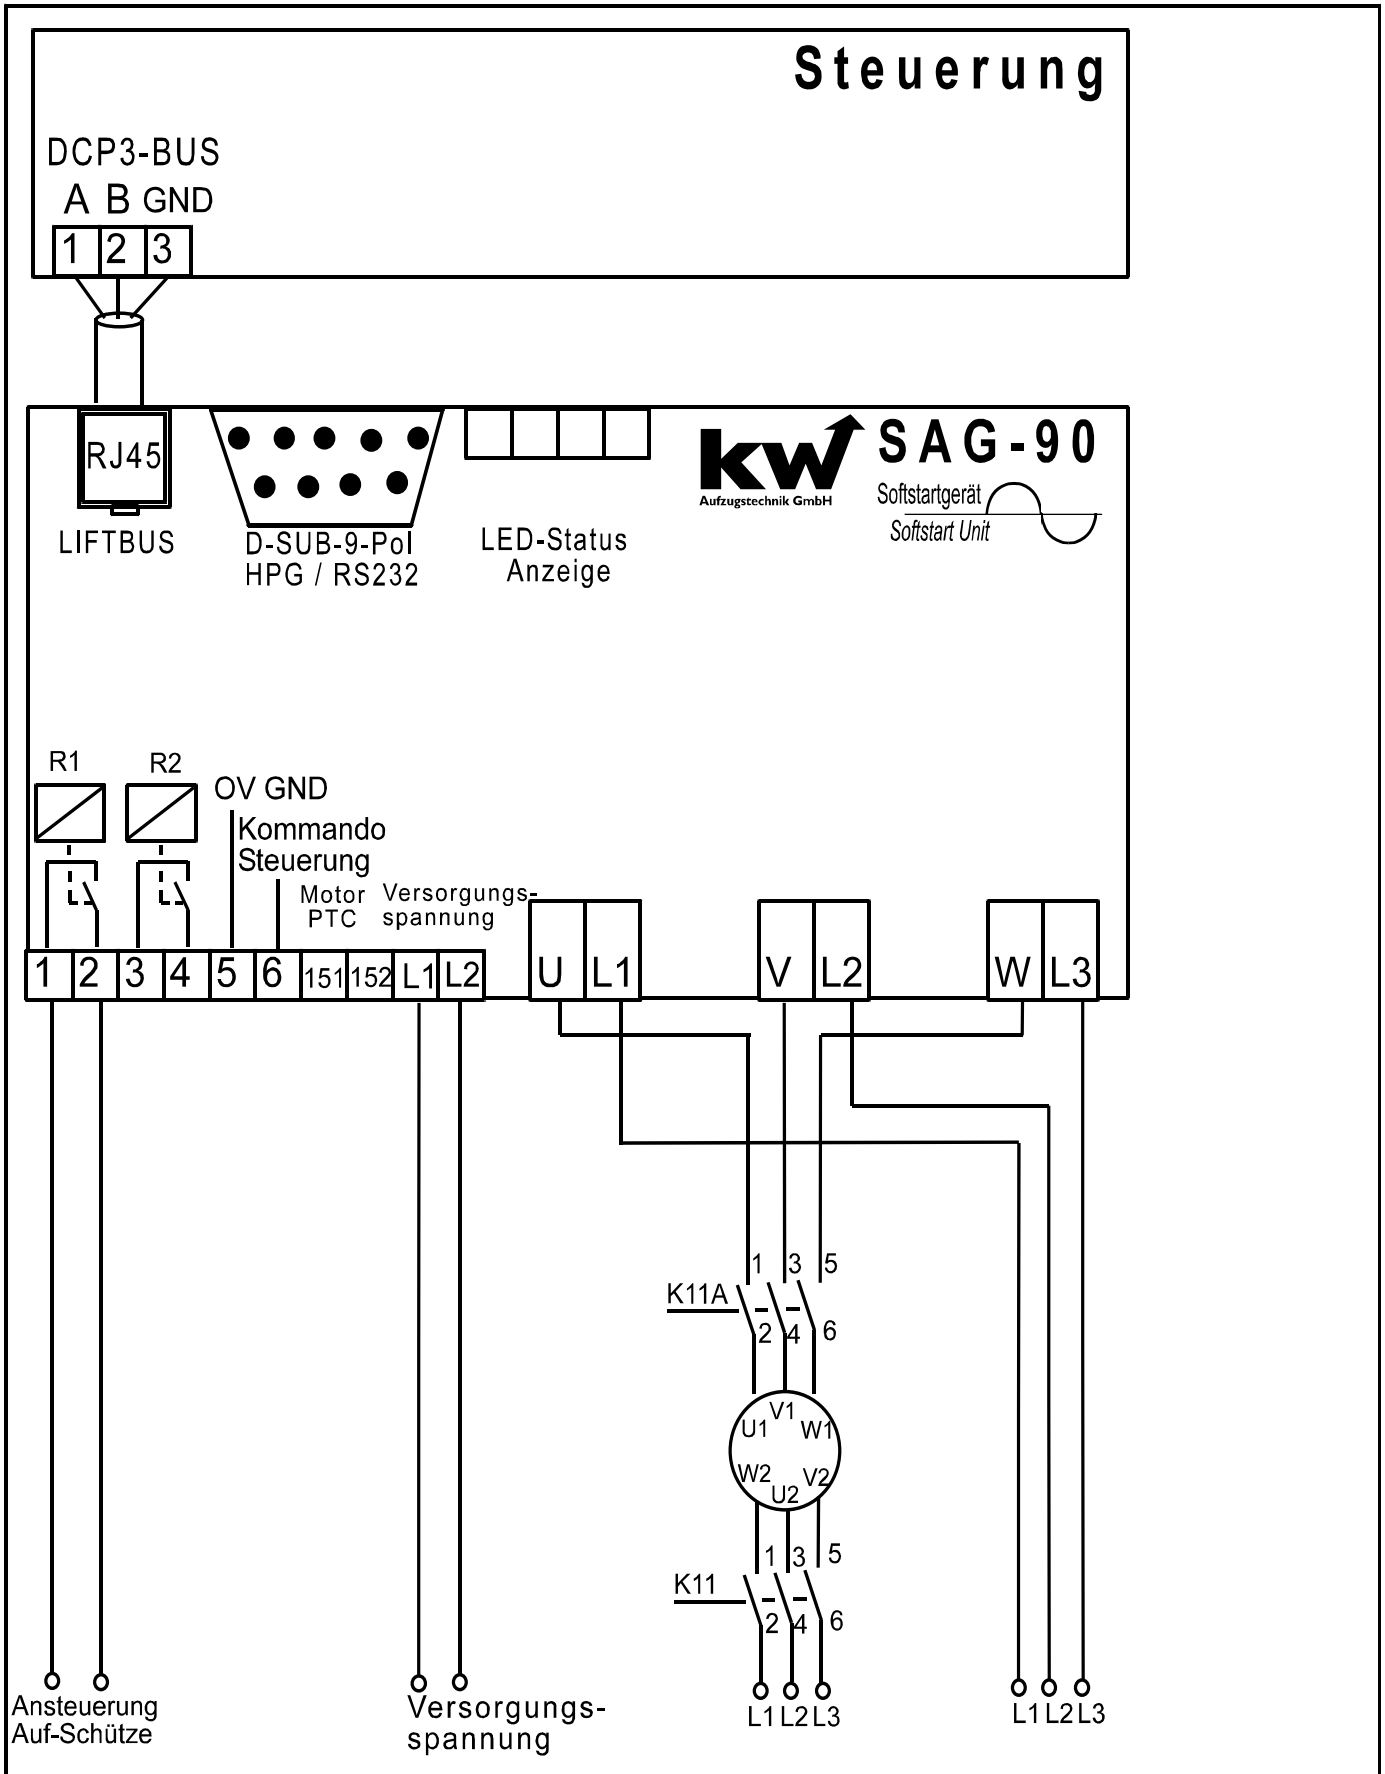 Steuerung
DCP3-BUS
A B GND
1 2 3
RJ45
LIFTBUS
D-SUB-9-Pol
HPG / RS232
LED-Status
Anzeige
kw
Aufzugstechnik GmbH
SAG-90
Softstartgerät
Softstart Unit
R1
R2
OV GND
Kommando
Steuerung
Motor
PTC
Versorgungs-
spannung
1 2 3 4 5 6 151 152 L1 L2
U L1
V L2
W L3
1 3 5
K11A
2 4 6
V1
U1 W1
W2 V2
U2
1 3 5
K11
2 4 6
L1 L2 L3
L1 L2 L3
Ansteuerung
Auf-Schütze
Versorgungs-
spannung